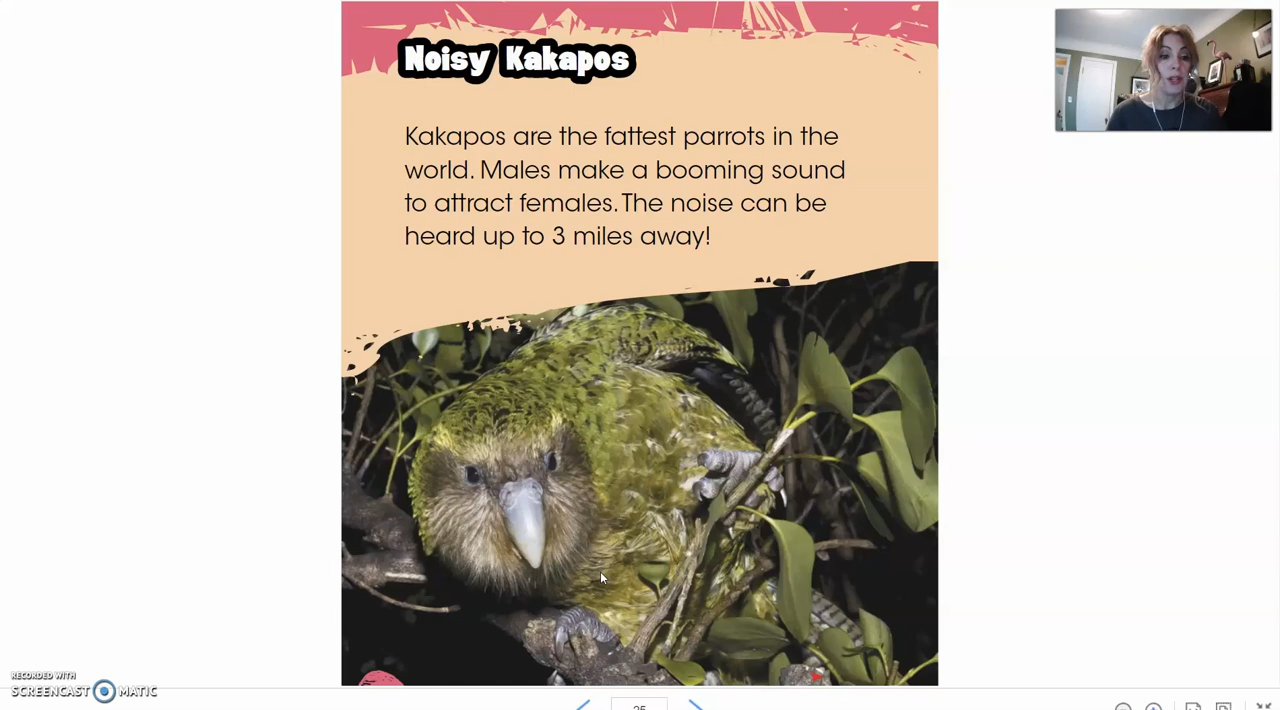 Noisy Kakapos
Kakapos are the fattest parrots in the
world. Males make a booming sound
to attract females. The noise can be
heard up to 3 miles away!
RECORDED WITH
SCREENCAST MATIC
25